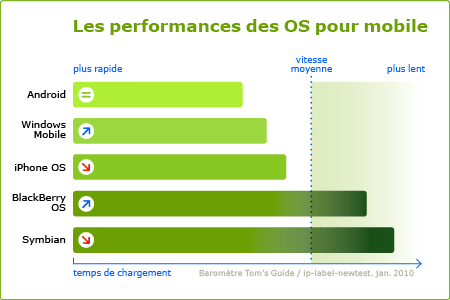 Les performances des OS pour mobile
plus rapide
vitesse
moyenne
plus lent
Android
Windows
Mobile
iPhone OS
BlackBerry
OS
Symbian
temps de chargement
Baromètre Tom's Guide / ip-label-newtest. jan. 2010